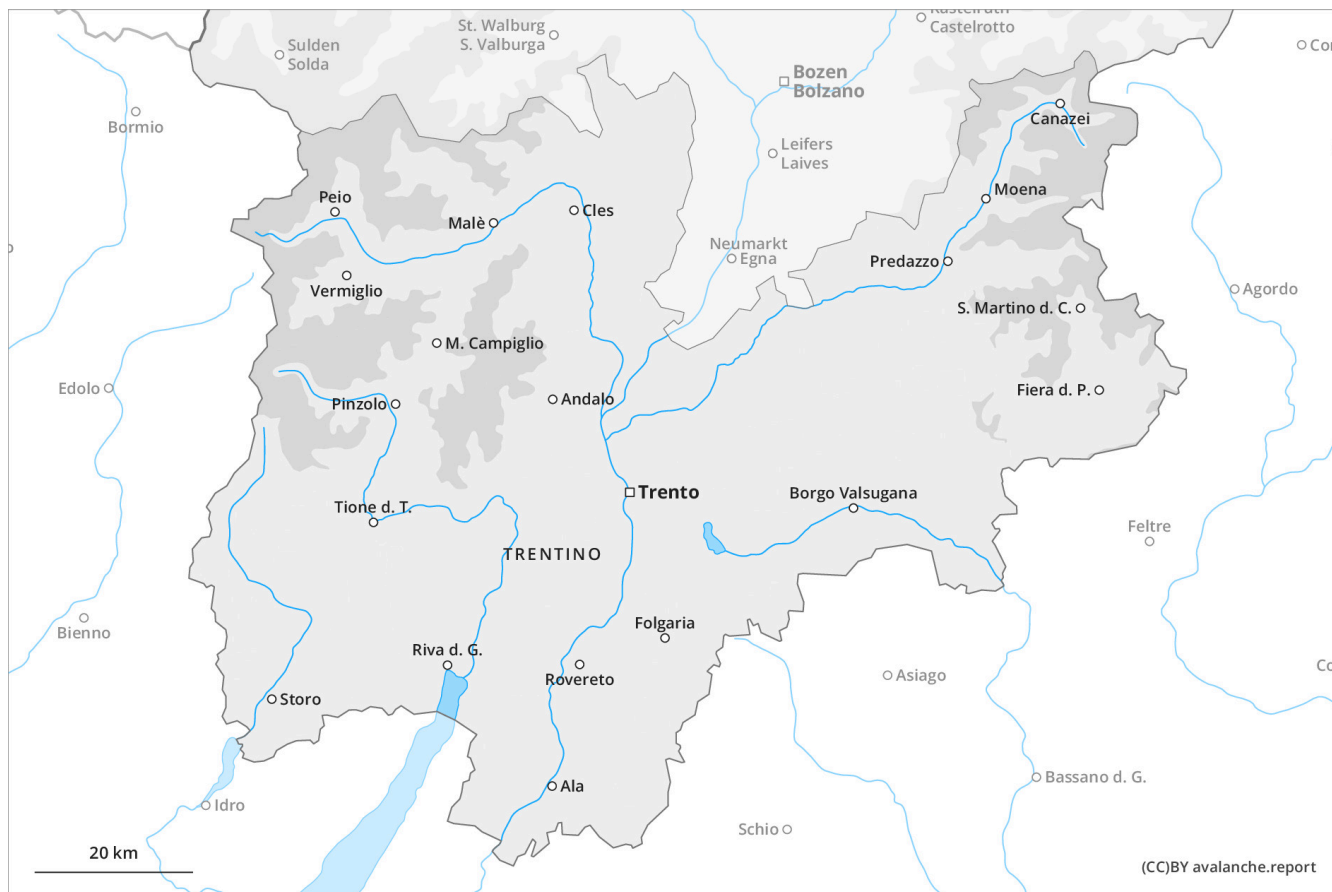 Kastelruth
Castelrotto
St. Walburg
S. Valburga
Sulden
Solda
Bozen
Bolzano
Bormio
Canazei
Leifers
Laives
Peio
Moena
Malè
Cles
Neumarkt
Egna
Predazzo
Vermiglio
Agordo
S. Martino d. C.
M. Campiglio
Edolo
Fiera d. P.
Pinzolo
Andalo
Trento
Borgo Valsugana
Tione d. T.
Feltre
TRENTINO
Bienno
Folgaria
Riva d. G.
Asiago
Rovereto
Storo
Bassano d. G.
Ala
Idro
Schio
20 km
(CC)BY avalanche.report